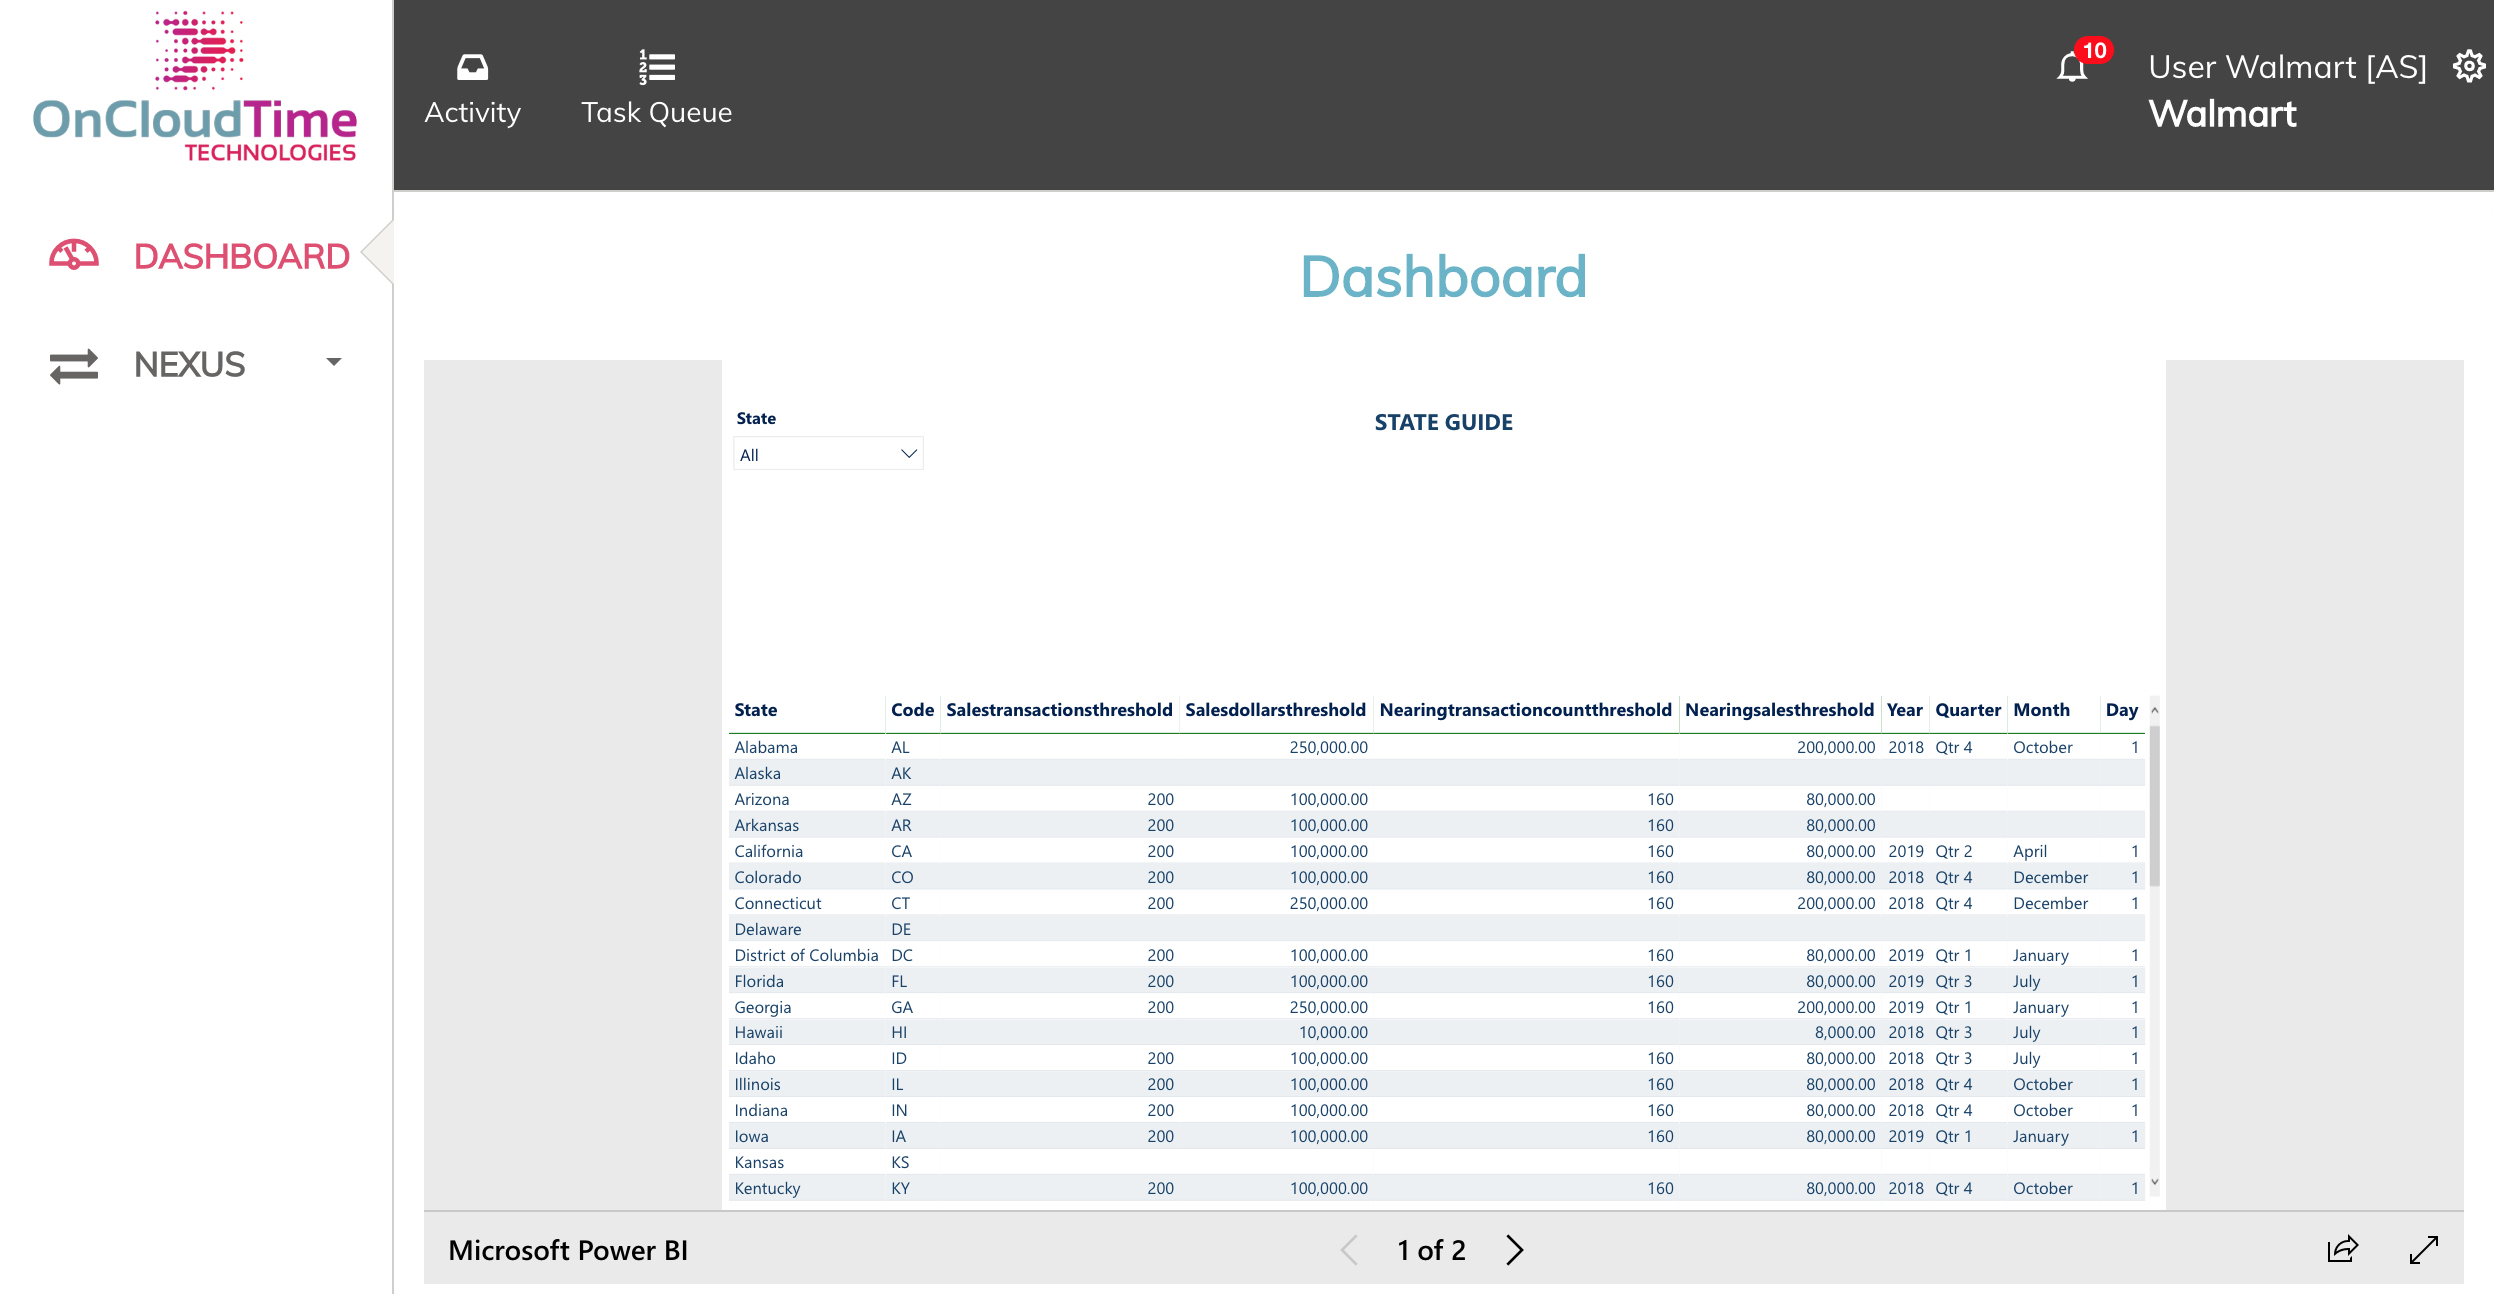 OnCloudTime
TECHNOLOGIES
Activity
Task Queue
10
User Walmart [AS]
Walmart
DASHBOARD
NEXUS
Dashboard
State
All
STATE GUIDE
State Code Salestransactionsthreshold Salesdollarsthreshold Nearingtransactioncountthreshold Nearingsalesthreshold Year Quarter Month Day
Alabama AL 250,000.00 200,000.00 2018 Qtr 4 October 1
Alaska AK
Arizona AZ 200 100,000.00 160 80,000.00
Arkansas AR 200 100,000.00 160 80,000.00
California CA 200 100,000.00 160 80,000.00 2019 Qtr 2 April 1
Colorado CO 200 100,000.00 160 80,000.00 2018 Qtr 4 December 1
Connecticut CT 200 250,000.00 160 200,000.00 2018 Qtr 4 December 1
Delaware DE
District of Columbia DC 200 100,000.00 160 80,000.00 2019 Qtr 1 January 1
Florida FL 200 100,000.00 160 80,000.00 2019 Qtr 3 July 1
Georgia GA 200 250,000.00 160 200,000.00 2019 Qtr 1 January 1
Hawaii HI 10,000.00 8,000.00 2018 Qtr 3 July 1
Idaho ID 200 100,000.00 160 80,000.00 2018 Qtr 3 July 1
Illinois IL 200 100,000.00 160 80,000.00 2018 Qtr 4 October 1
Indiana IN 200 100,000.00 160 80,000.00 2018 Qtr 4 October 1
Iowa IA 200 100,000.00 160 80,000.00 2019 Qtr 1 January 1
Kansas KS
Kentucky KY 200 100,000.00 160 80,000.00 2018 Qtr 4 October 1
Microsoft Power BI
1 of 2